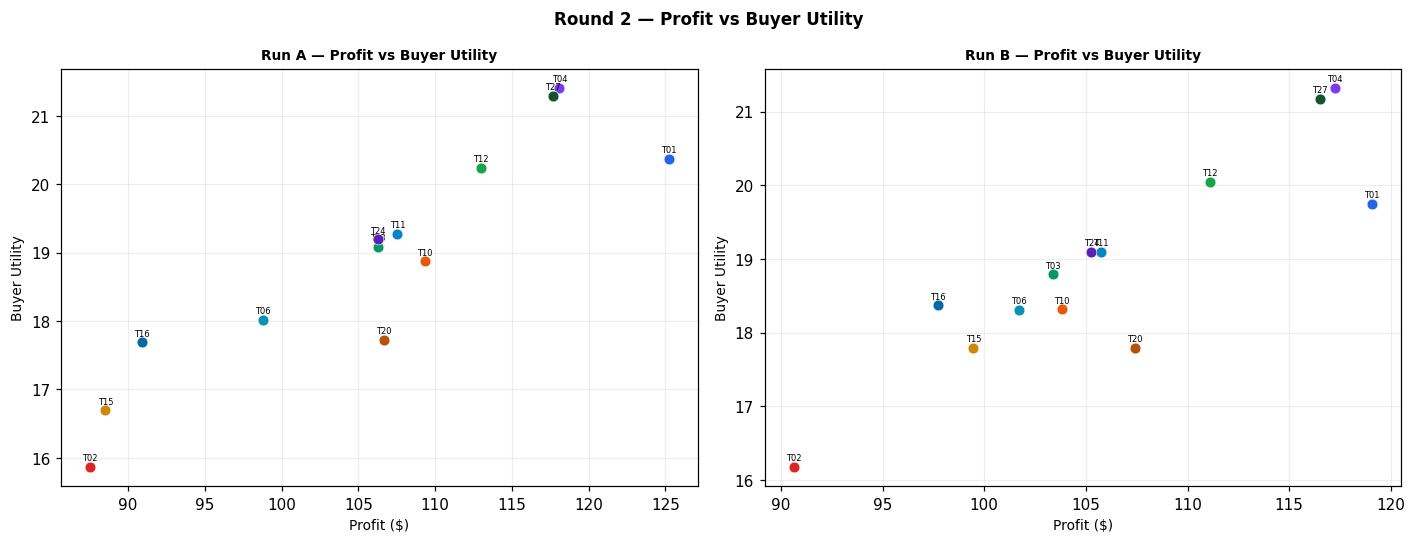 Round 2 — Profit vs Buyer Utility
Run A — Profit vs Buyer Utility
Buyer Utility
21
20
19
18
17
16
T04
T27
T01
T12
T24
T11
T10
T06
T20
T16
T15
T02
90
95
100
105
110
115
120
125
Profit ($)
Run B — Profit vs Buyer Utility
Buyer Utility
21
20
19
18
17
16
T04
T27
T12
T01
T24
T11
T03
T16
T06
T10
T15
T20
T02
90
95
100
105
110
115
120
Profit ($)